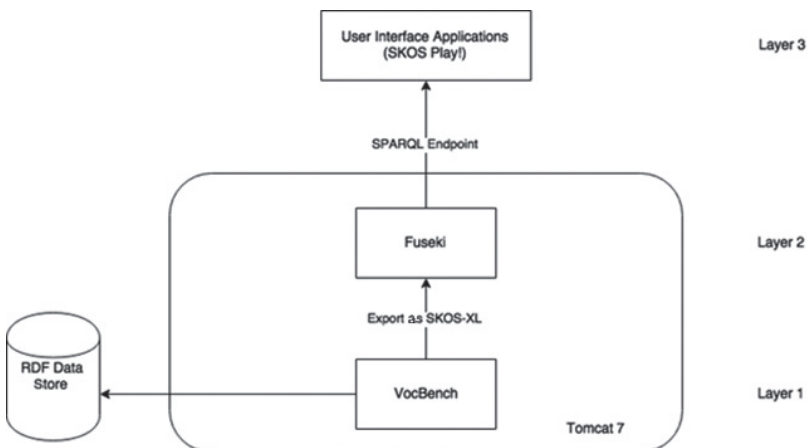 User Interface Applications
(SKOS Play!)
Layer 3
SPARQL Endpoint
Fuseki
Layer 2
Export as SKOS-XL
RDF Data
Store
VocBench
Layer 1
Tomcat 7